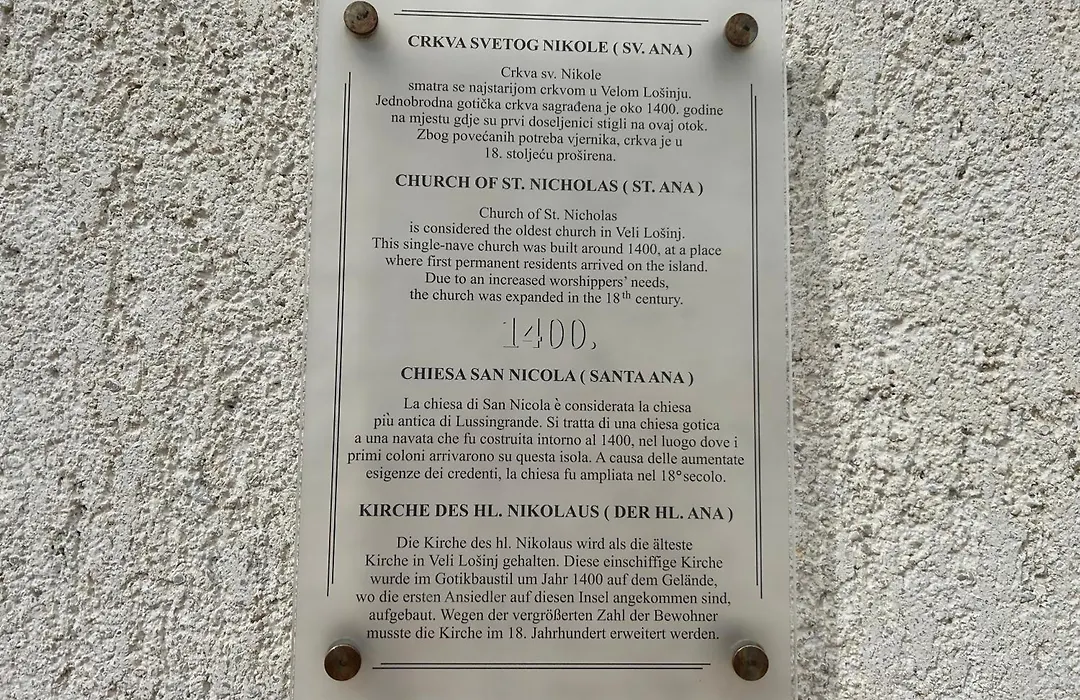 CRKVA SVETOG NIKOLE ( SV. ANA )
Crkva sv. Nikole
smatra se najstarijom crkvom u Velom Lošinju.
Jednobrodna gotička crkva sagrađena je oko 1400. godine
na mjestu gdje su prvi doseljenici stigli na ovaj otok.
Zbog povećanih potreba vjernika, crkva je u
18. stoljeću proširena.
CHURCH OF ST. NICHOLAS ( ST. ANA )
Church of St. Nicholas
is considered the oldest church in Veli Lošinj.
This single-nave church was built around 1400, at a place
where first permanent residents arrived on the island.
Due to an increased worshippers’ needs,
the church was expanded in the 18th century.
1400,
CHIESA SAN NICOLA ( SANTA ANA )
La chiesa di San Nicola è considerata la chiesa
più antica di Lussingrande. Si tratta di una chiesa gotica
a una navata che fu costruita intorno al 1400, nel luogo dove i
primi coloni arrivarono su questa isola. A causa delle aumentate
esigenze dei credenti, la chiesa fu ampliata nel 18° secolo.
KIRCHE DES HL. NIKOLAUS ( DER HL. ANA )
Die Kirche des hl. Nikolaus wird als die älteste
Kirche in Veli Lošinj gehalten. Diese einschiffige Kirche
wurde im Gotikbaustil um Jahr 1400 auf dem Gelände,
wo die ersten Ansiedler auf diesen Insel angekommen sind,
aufgebaut. Wegen der vergrößerten Zahl der Bewohner
musste die Kirche im 18. Jahrhundert erweitert werden.